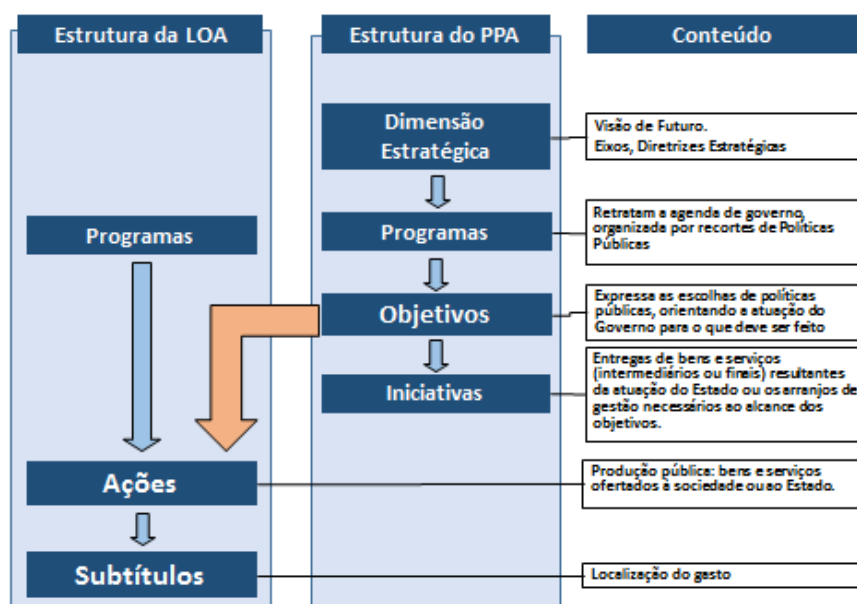 Estrutura da LOA
Estrutura do PPA
Conteúdo
Dimensão
Estratégica
Visão de Futuro.
Eixos, Diretrizes Estratégicas
Programas
Programas
Retratam a agenda de governo,
organizada por recortes de Políticas
Públicas
Objetivos
Expressa as escolhas de políticas
públicas, orientando a atuação do
Governo para o que deve ser feito
Iniciativas
Entregas de bens e serviços
(intermediários ou finais) resultantes
da atuação do Estado ou os arranjos de
gestão necessários ao alcance dos
objetivos.
Ações
Produção pública: bens e serviços
ofertados à sociedade ou ao Estado.
Subtítulos
Localização do gasto